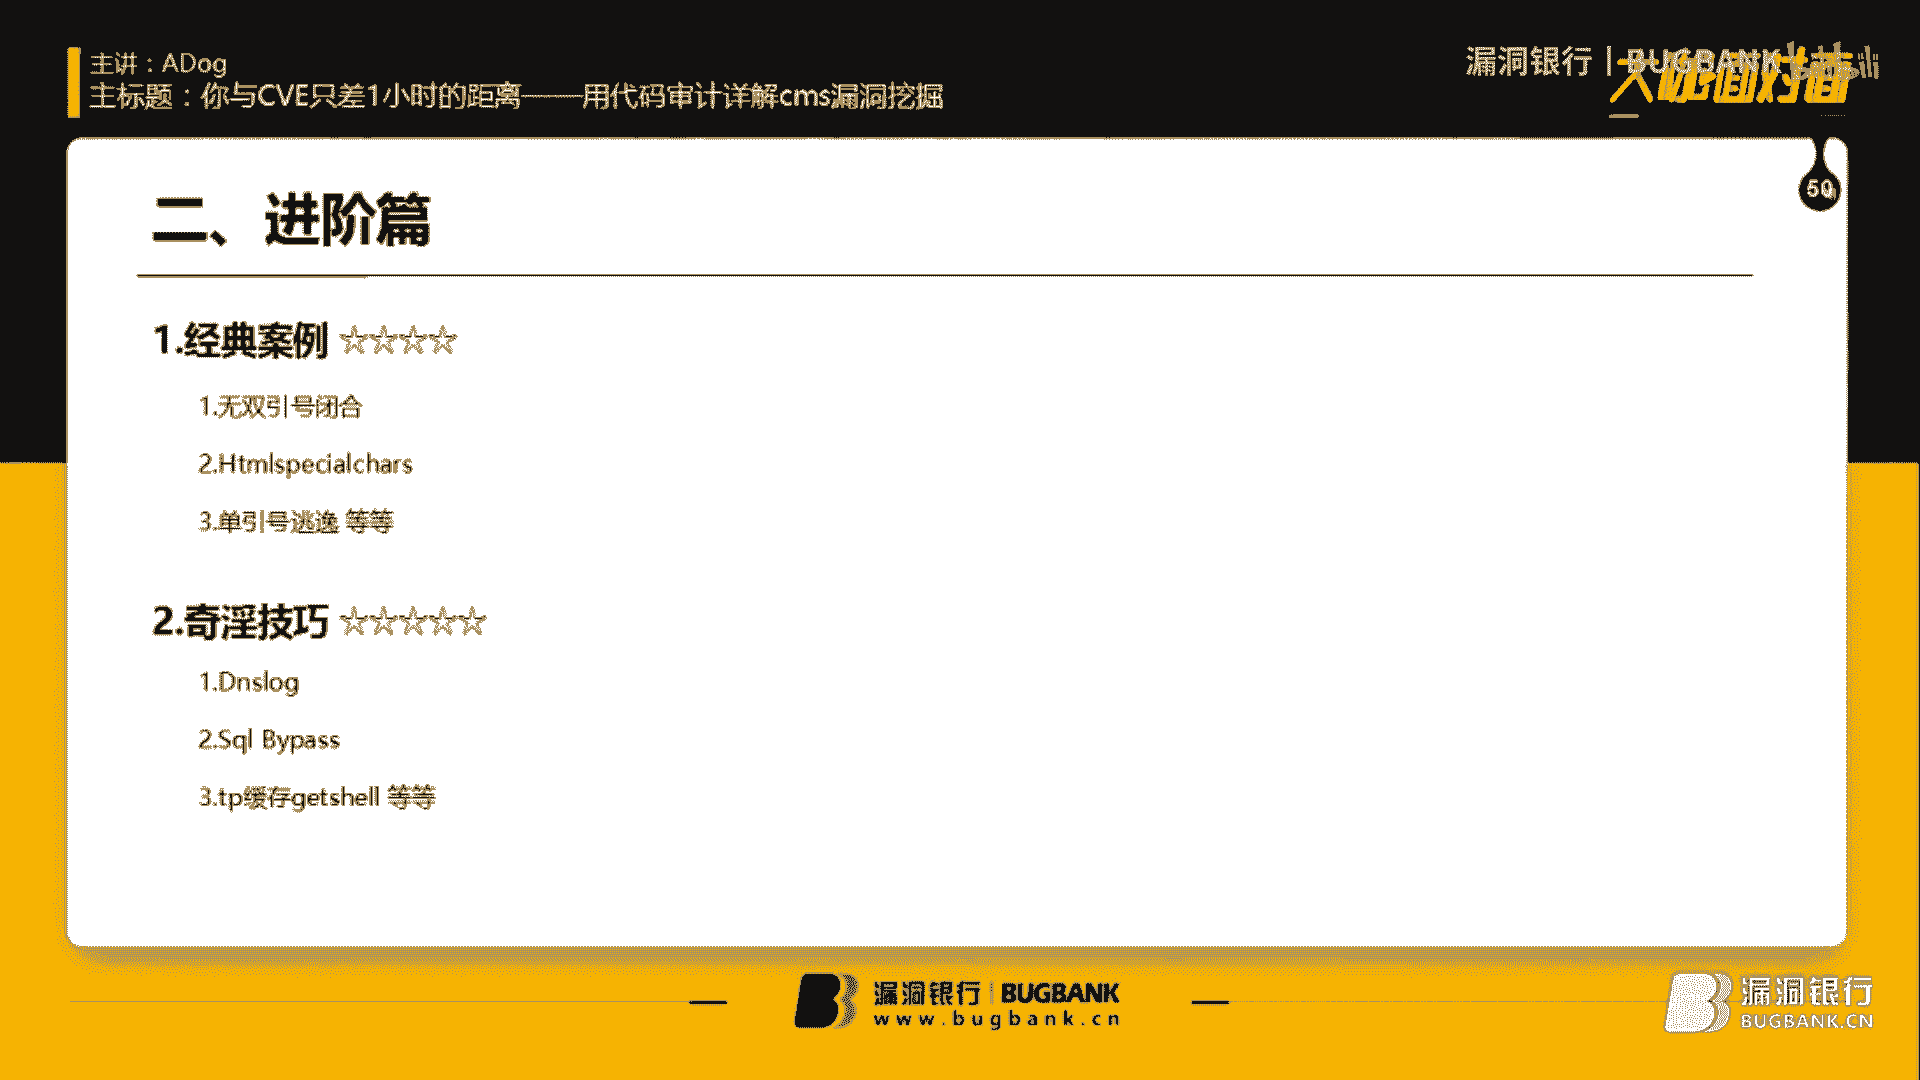 主讲：ADog
主标题：你与CVE只差1小时的距离——用代码审计详解cms漏洞挖掘
漏洞银行 | BUGBANK
大咖面对面
50
二、进阶篇
1.经典案例 ☆☆☆☆
1.无双引号闭合
2.Htmlspecialchars
3.单引号逃逸 等等
2.奇淫技巧 ☆☆☆☆☆
1.Dnslog
2.Sql Bypass
3.tp缓存getshell 等等
漏洞银行 | BUGBANK
www.bugbank.cn
漏洞银行
BUGBANK.CN